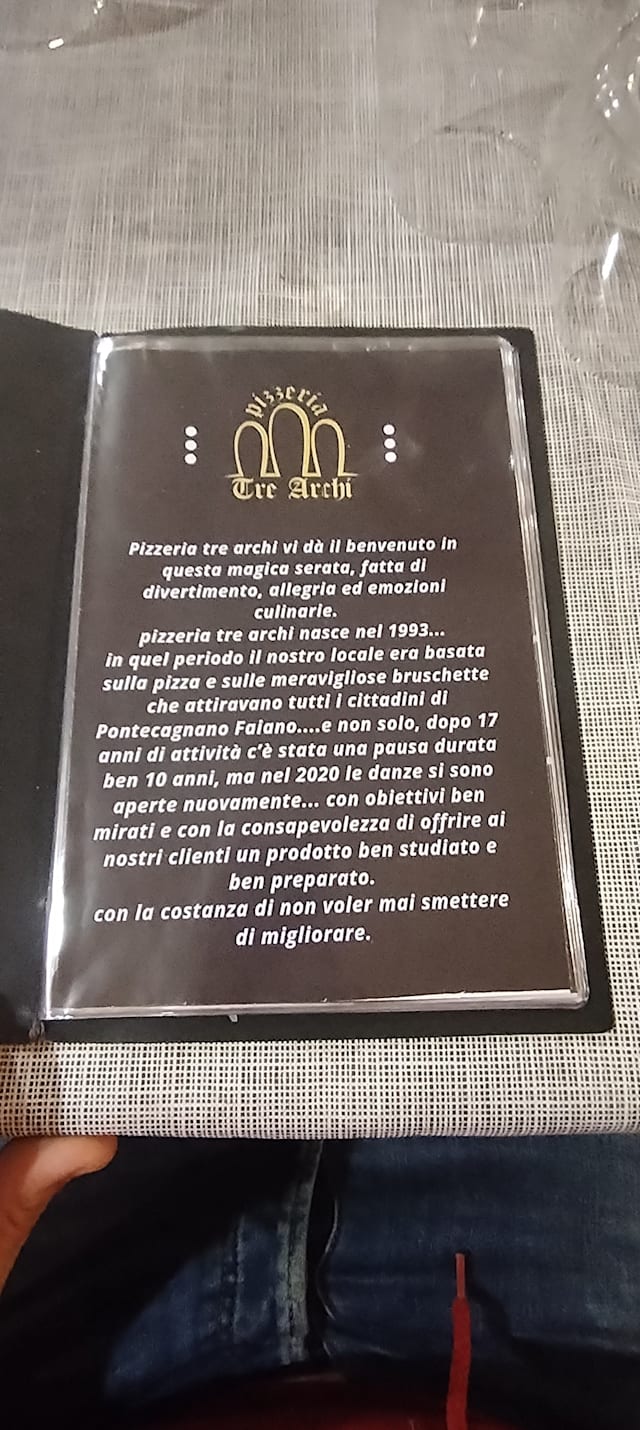 pizzeria
Tre Archi
Pizzeria tre archi vi dà il benvenuto in
questa magica serata, fatta di
divertimento, allegria ed emozioni
culinarie.
pizzeria tre archi nasce nel 1993...
in quel periodo il nostro locale era basata
sulla pizza e sulle meravigliose bruschette
che attiravano tutti i cittadini di
Pontecagnano Faiano....e non solo, dopo 17
anni di attività c'è stata una pausa durata
ben 10 anni, ma nel 2020 le danze si sono
aperte nuovamente... con obiettivi ben
mirati e con la consapevolezza di offrire ai
nostri clienti un prodotto ben studiato e
ben preparato.
con la costanza di non voler mai smettere
di migliorare.